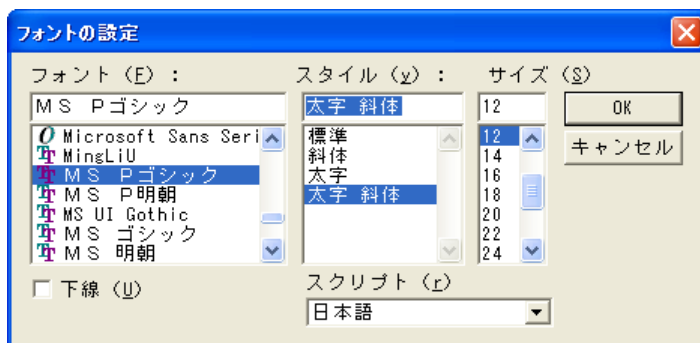 フォントの設定
フォント (F) :
スタイル (y) :
サイズ (S)
MS Pゴシック
太字 斜体
12
OK
キャンセル
Microsoft Sans Seri
MingLiU
MS Pゴシック
MS P明朝
MS UI Gothic
MS ゴシック
MS 明朝
標準
斜体
太字
太字 斜体
12
14
16
18
20
22
24
下線 (U)
スクリプト (r)
日本語